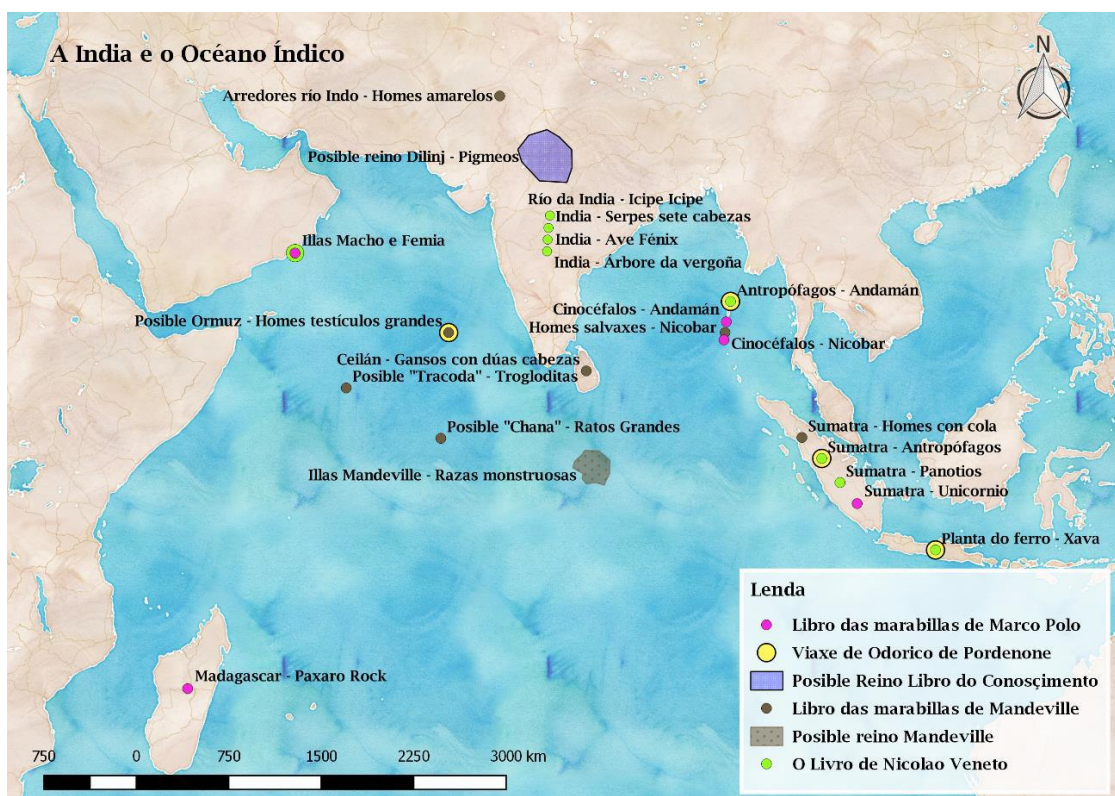 A India e o Océano Índico
N
Arredores río Indo - Homes amarelos
Posible reino Dilinj - Pigmeos
Río da India - Icipe Icipe
India - Serpes sete cabezas
India - Ave Fénix
India - Árbore da vergoña
Illas Macho e Femia
Antropófagos - Andamán
Cinocéfalos - Andamán
Posible Ormuz - Homes testículos grandes
Homes salvaxes - Nicobar
Cinocéfalos - Nicobar
Ceilán - Gansos con dúas cabezas
Posible "Tracoda" - Trogloditas
Posible "Chana" - Ratos Grandes
Sumatra - Homes con cola
Sumatra - Antropófagos
Illas Mandeville - Razas monstruosas
Sumatra - Panotios
Sumatra - Unicornio
Planta do ferro - Xava
Madagascar - Paxaro Rock
Lenda
Libro das marabillas de Marco Polo
Viaxe de Odorico de Pordenone
Posible Reino Libro do Conosçimento
Libro das marabillas de Mandeville
Posible reino Mandeville
O Livro de Nicolao Veneto
750 0 750 1500 2250 3000 km